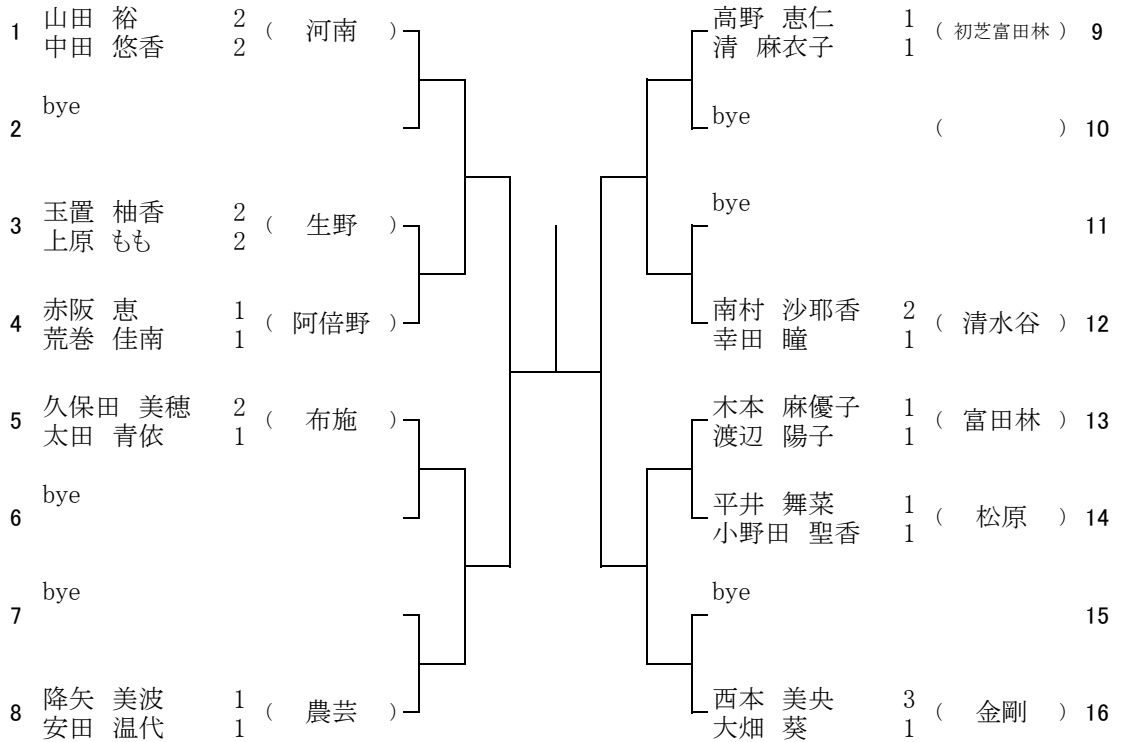 1 山田 裕 2 ( 河南 )
中田 悠香 2
2 bye
3 玉置 柚香 2 ( 生野 )
上原 もも 2
4 赤阪 恵 1 ( 阿倍野 )
荒巻 佳南 1
5 久保田 美穂 2 ( 布施 )
太田 青依 1
6 bye
7 bye
8 降矢 美波 1 ( 農芸 )
安田 温代 1
高野 恵仁 1 ( 初芝富田林 ) 9
清 麻衣子 1
bye ( ) 10
bye 11
南村 沙耶香 2 ( 清水谷 ) 12
幸田 瞳 1
木本 麻優子 1 ( 富田林 ) 13
渡辺 陽子 1
平井 舞菜 1 ( 松原 ) 14
小野田 聖香 1
bye 15
西本 美央 3 ( 金剛 ) 16
大畑 葵 1